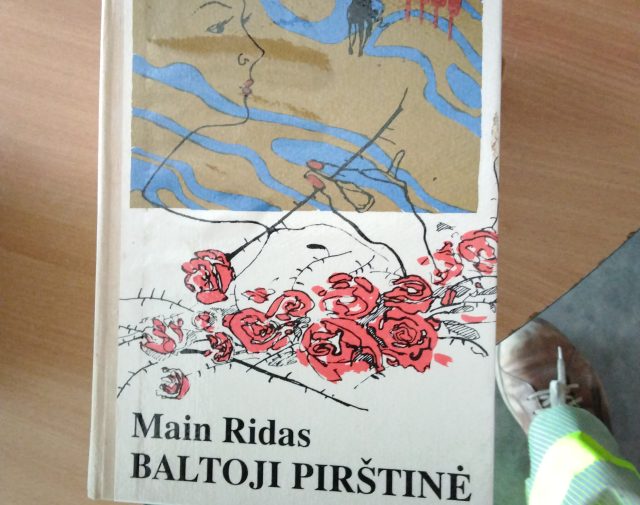 Main Ridas
BALTOJI PIRŠTINĖ